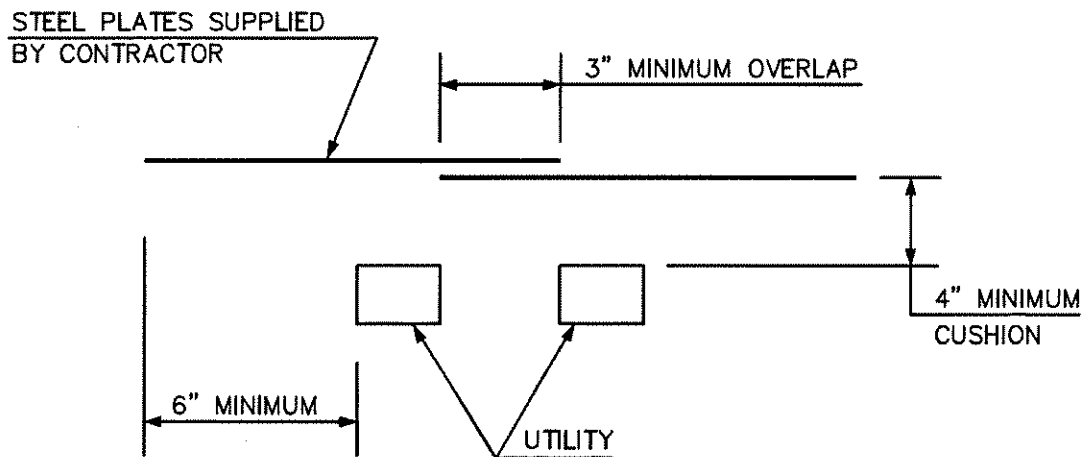 STEEL PLATES SUPPLIED
BY CONTRACTOR
3" MINIMUM OVERLAP
4" MINIMUM
CUSHION
6" MINIMUM
UTILITY